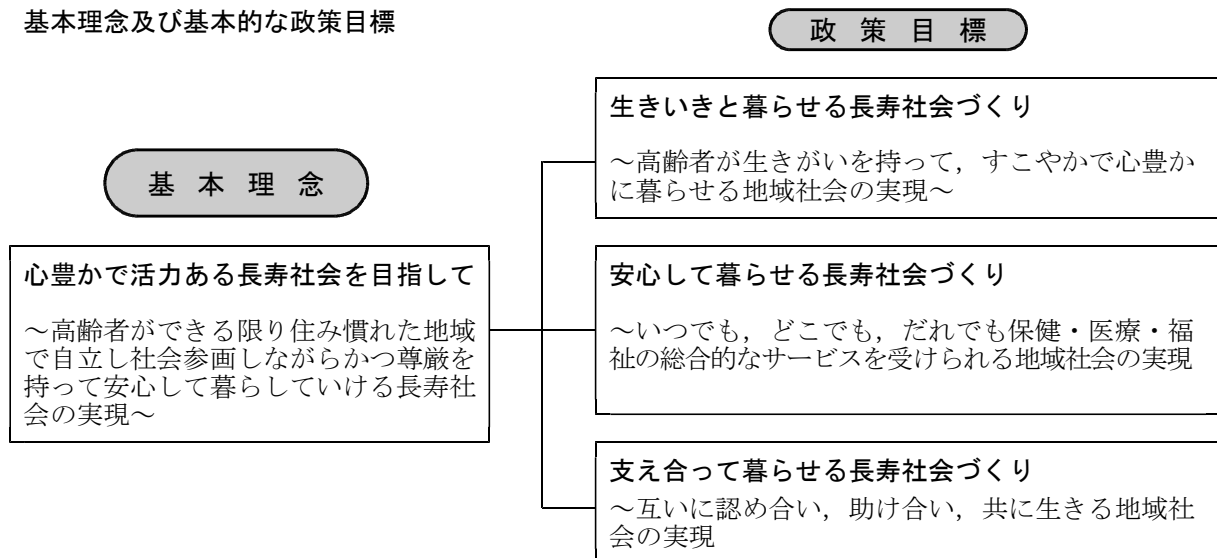 基本理念及び基本的な政策目標
政策目標
生きいきと暮らせる長寿社会づくり
～高齢者が生きがいを持って，すこやかで心豊か
に暮らせる地域社会の実現～
基本理念
心豊かで活力ある長寿社会を目指して
～高齢者ができる限り住み慣れた地域
で自立し社会参画しながらかつ尊厳を
持って安心して暮らしていける長寿社
会の実現～
安心して暮らせる長寿社会づくり
～いつでも，どこでも，だれでも保健・医療・福
祉の総合的なサービスを受けられる地域社会の実現
支え合って暮らせる長寿社会づくり
～互いに認め合い，助け合い，共に生きる地域社
会の実現